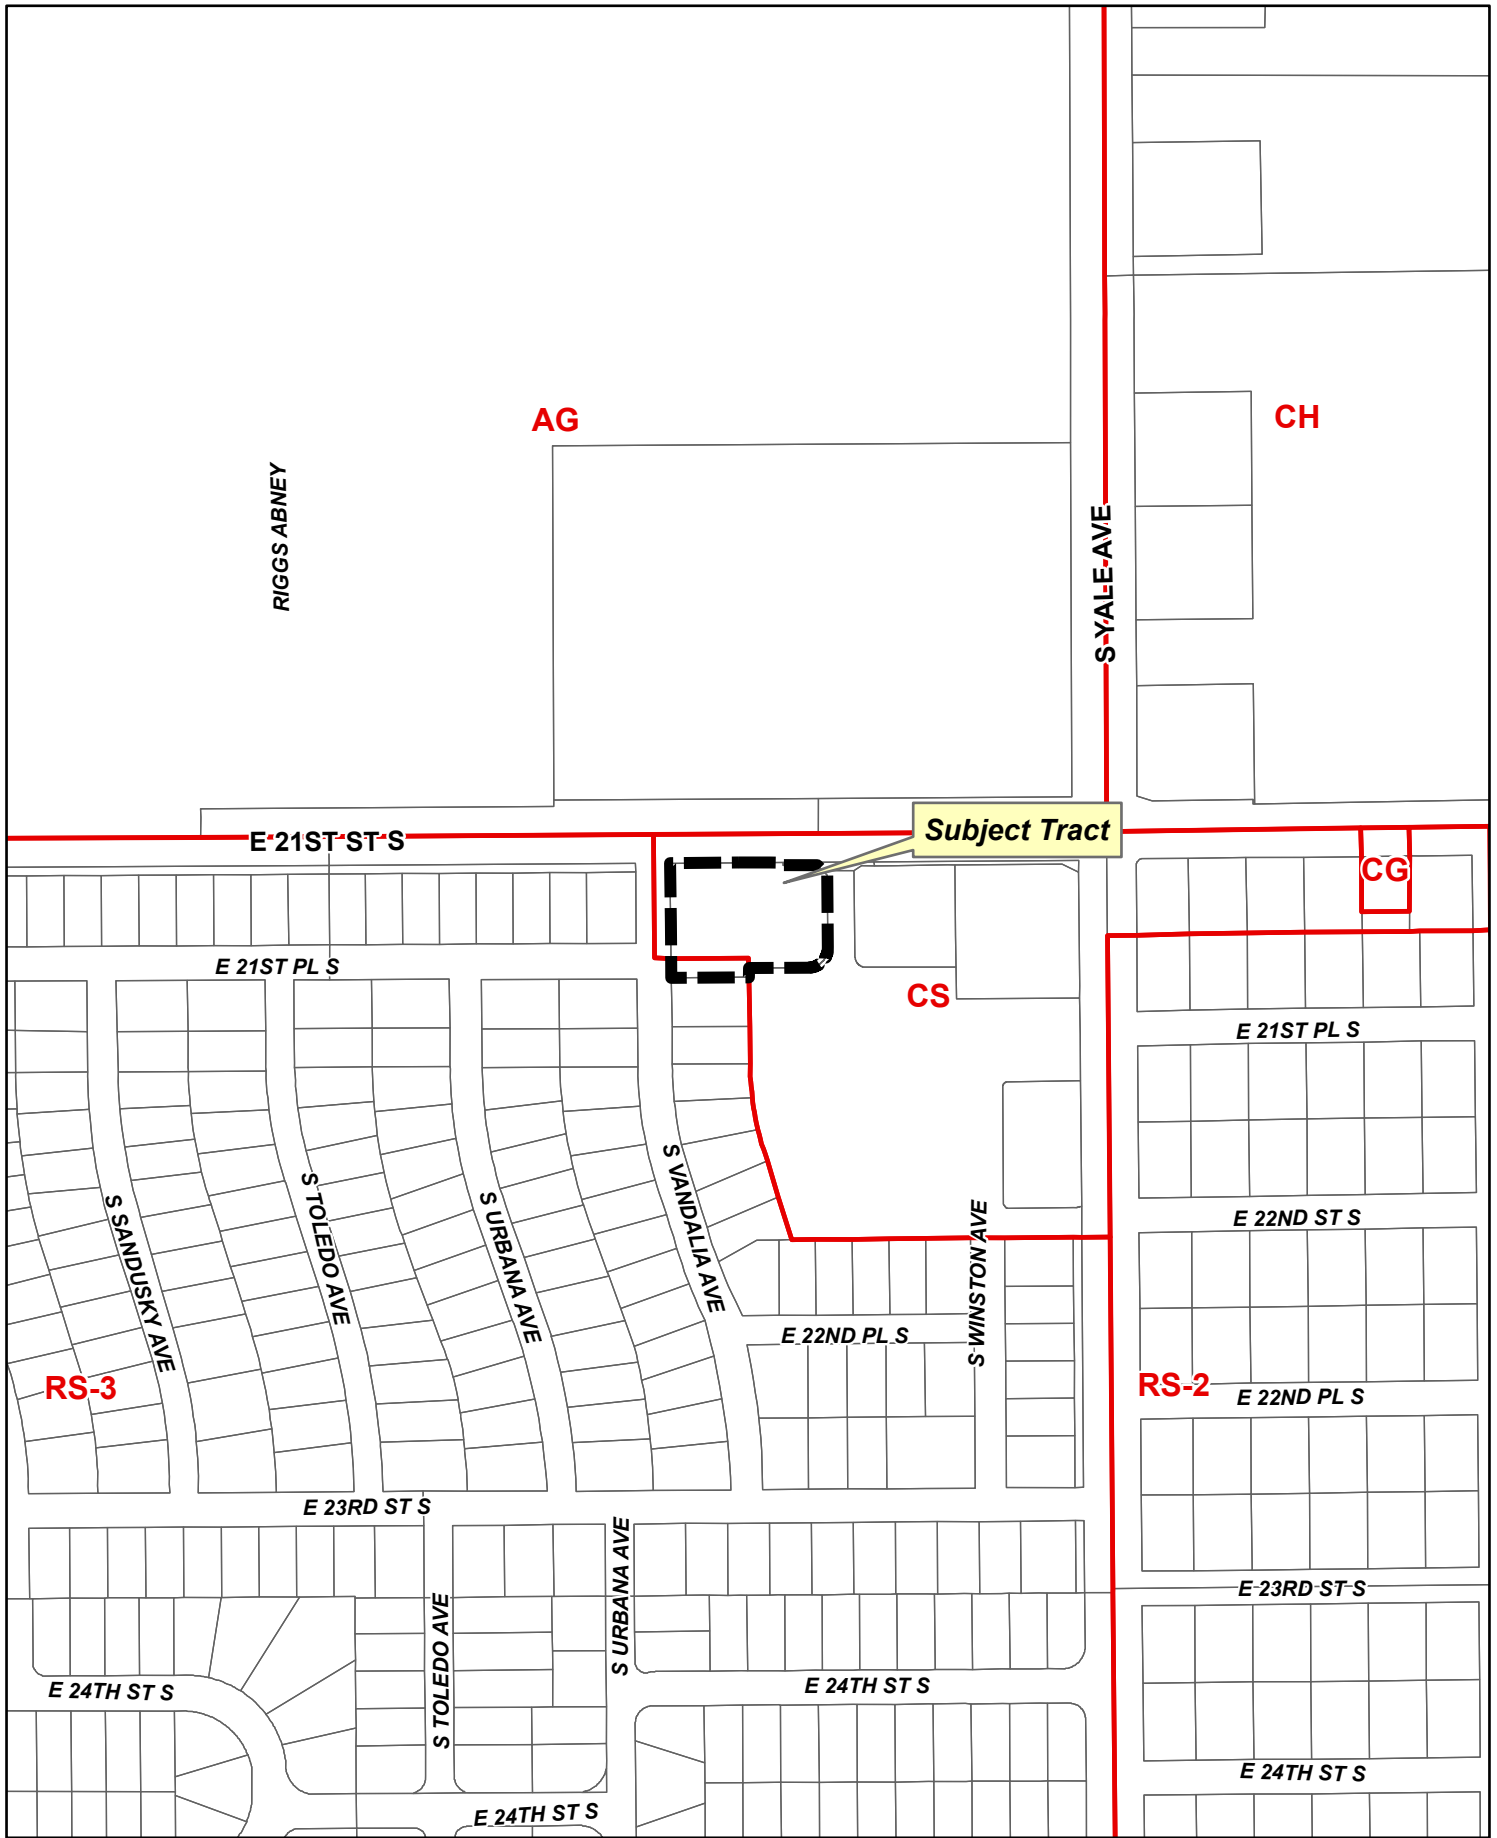 AG
CH
RIGGS ABNEY
S YALE AVE
Subject Tract
E 21ST ST S
CG
E 21ST PL S
CS
E 21ST PL S
S VANDALIA AVE
S TOLEDO AVE
S SANDUSKY AVE
S URBANA AVE
S WINSTON AVE
E 22ND ST S
E 22ND PL S
RS-3
RS-2
E 22ND PL S
E 23RD ST S
S URBANA AVE
E 23RD ST S
S TOLEDO AVE
E 24TH ST S
E 24TH ST S
E 24TH ST S
E 24TH ST S